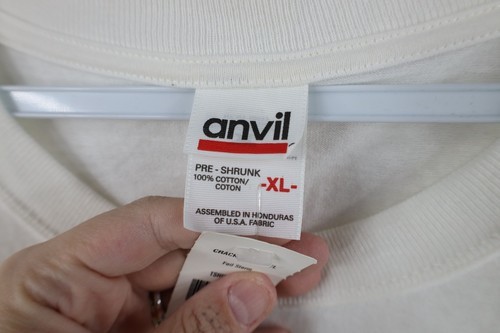 anvil
PRE - SHRUNK
100% COTTON/
COTON
-XL-
ASSEMBLED IN HONDURAS
OF U.S.A. FABRIC